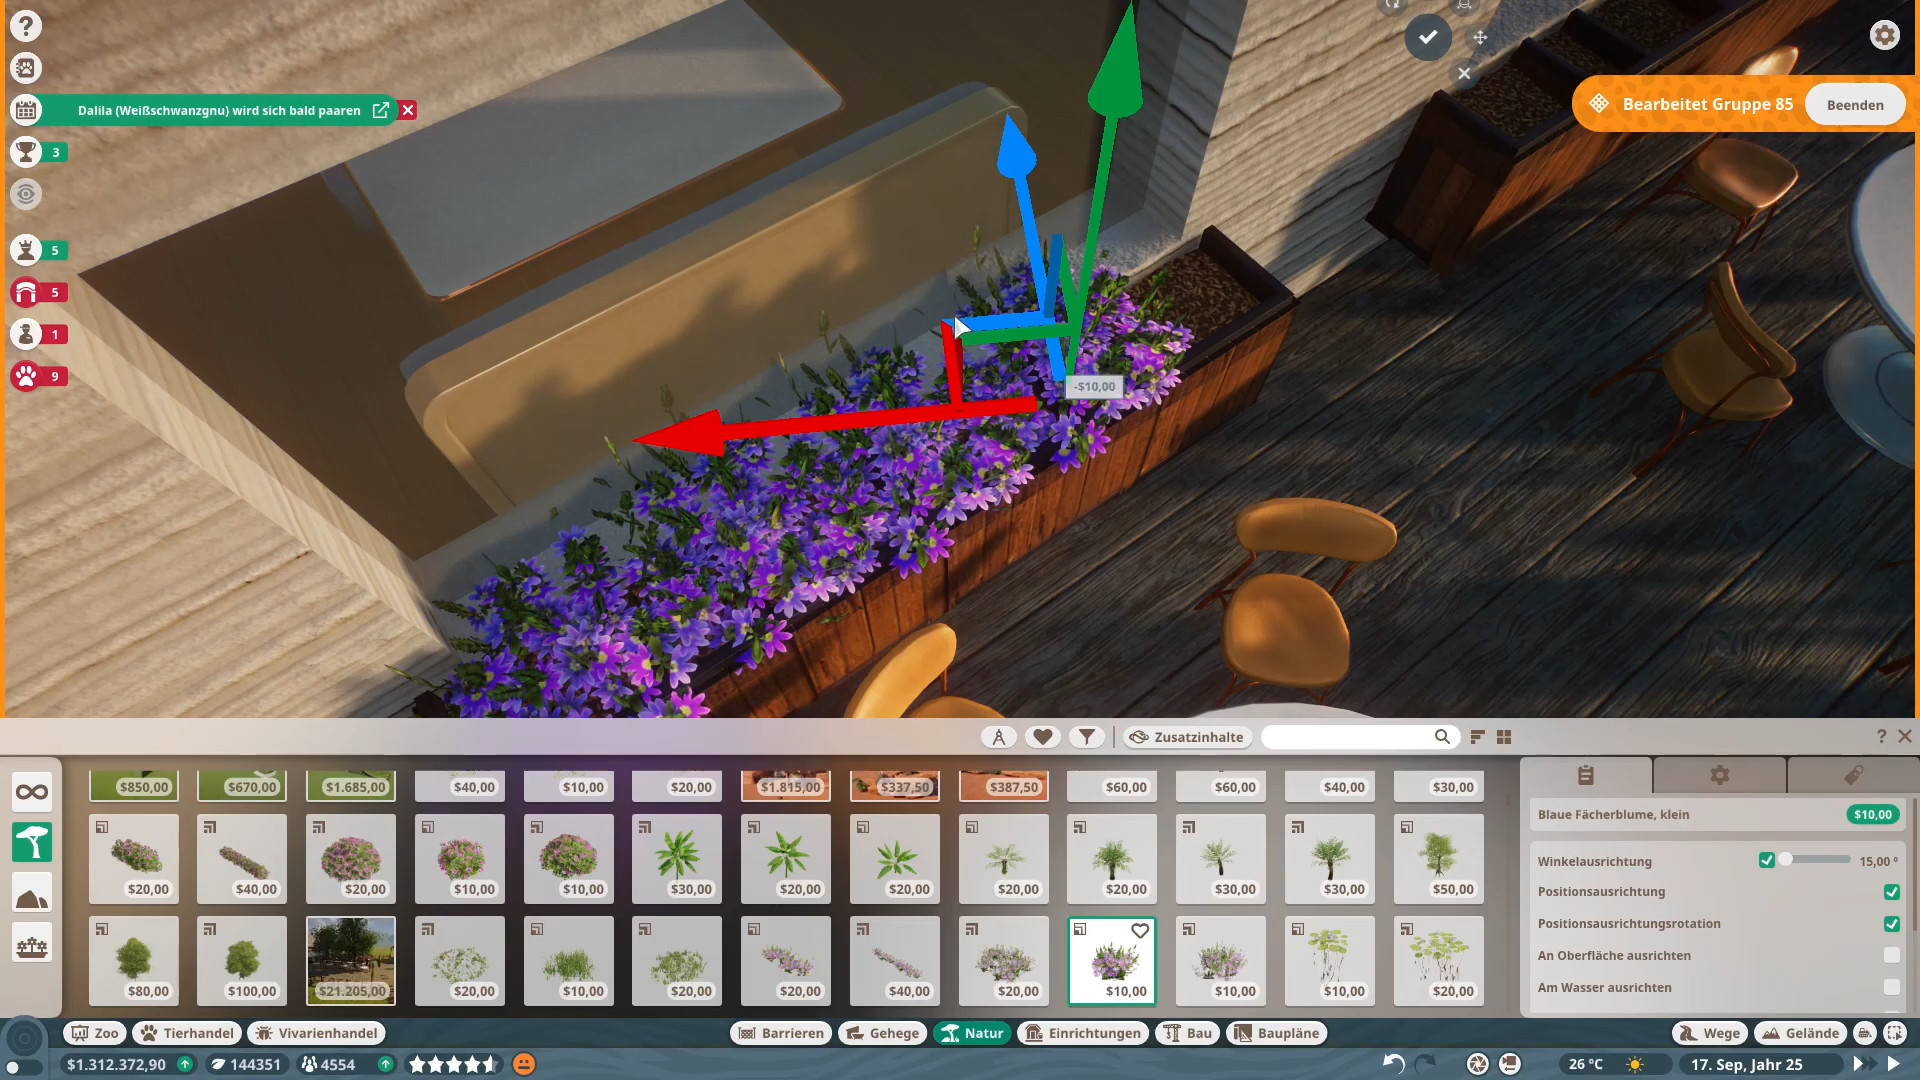 ?
Bearbeitet Gruppe 85
Beenden
Dalila (Weißschwanzgnu) wird sich bald paaren
3
5
5
1
9
-$10,00
Zusatzinhalte
?
$850,00 $670,00 $1.685,00 $40,00 $10,00 $20,00 $1.815,00 $337,50 $387,50 $60,00 $60,00 $40,00 $30,00
$20,00 $40,00 $20,00 $10,00 $10,00 $30,00 $20,00 $20,00 $20,00 $20,00 $30,00 $30,00 $50,00
$80,00 $100,00 $21.205,00 $20,00 $10,00 $20,00 $20,00 $40,00 $20,00 $10,00 $10,00 $10,00 $20,00
Blaue Fächerblume, klein $10,00
Winkelausrichtung 15,00 °
Positionsausrichtung
Positionsausrichtungsrotation
An Oberfläche ausrichten
Am Wasser ausrichten
Zoo Tierhandel Vivarienhandel Barrieren Gehege Natur Einrichtungen Bau Baupläne Wege Gelände
$1.312.372,90 144351 4554 26 °C 17. Sep, Jahr 25